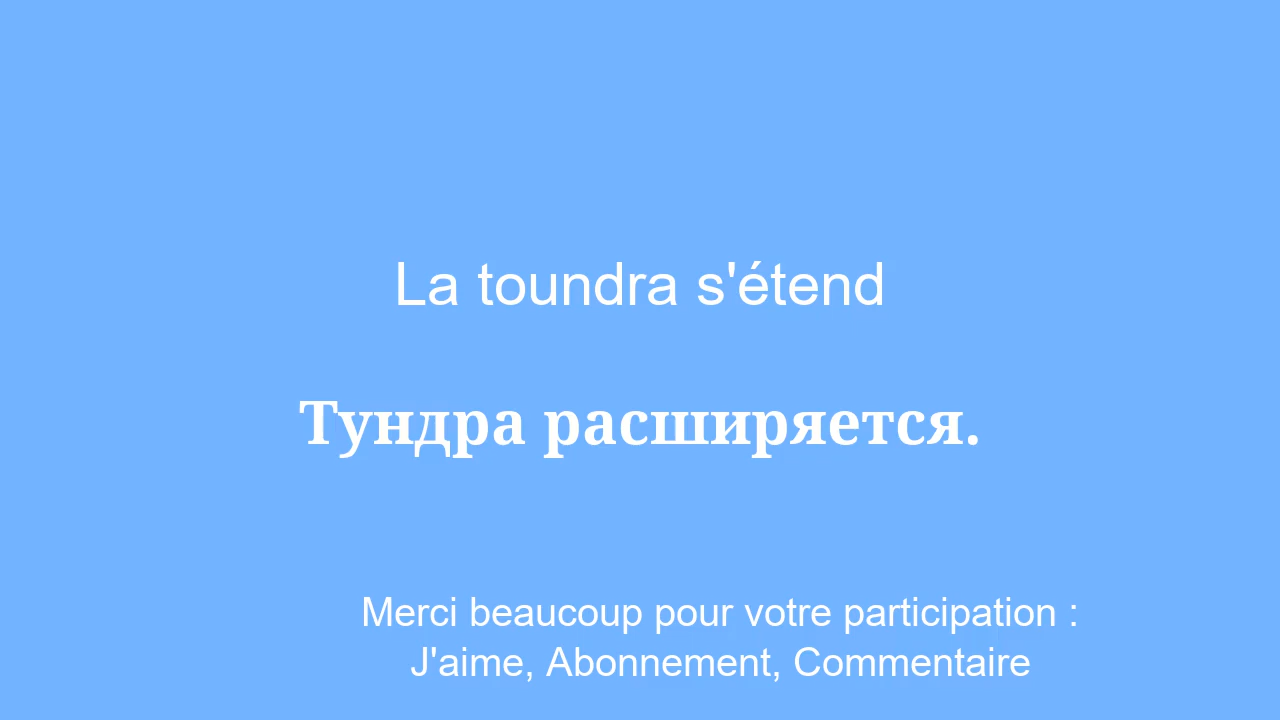 La toundra s'étend
Тундра расширяется.
Merci beaucoup pour votre participation :
J'aime, Abonnement, Commentaire